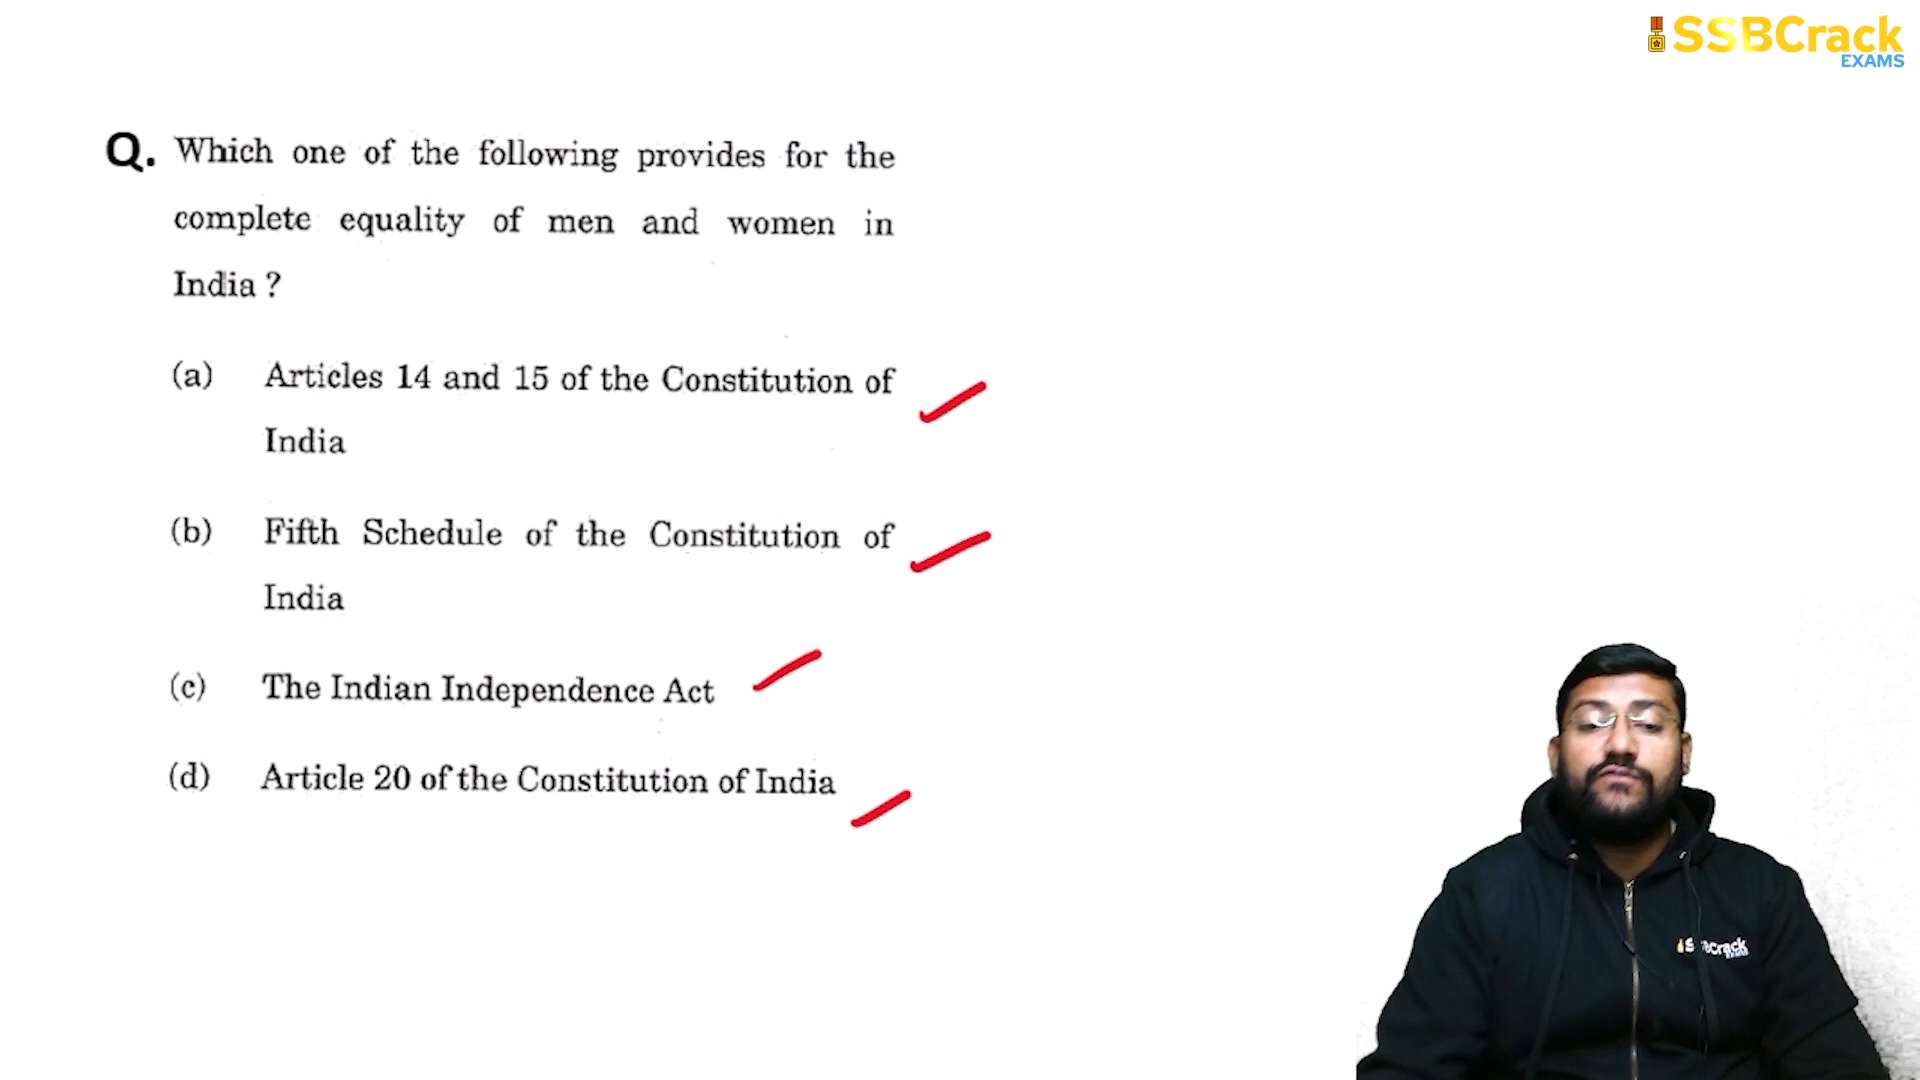 SSBCrack
EXAMS
Q. Which one of the following provides for the
complete equality of men and women in
India ?
(a) Articles 14 and 15 of the Constitution of
India
(b) Fifth Schedule of the Constitution of
India
(c) The Indian Independence Act
(d) Article 20 of the Constitution of India